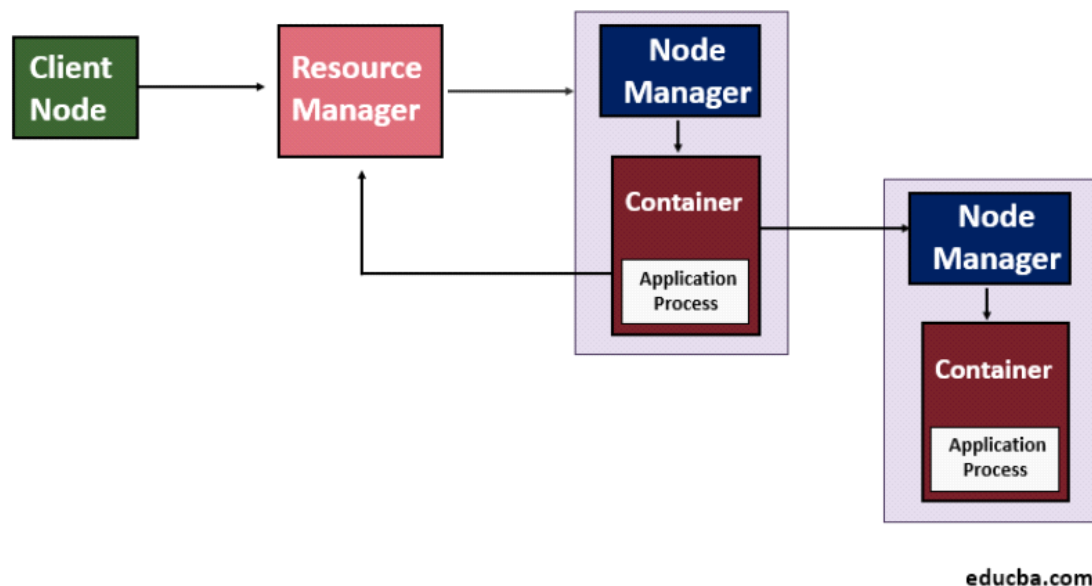 Client
Node
Resource
Manager
Node
Manager
Container
Application
Process
Node
Manager
Container
Application
Process
educba.com